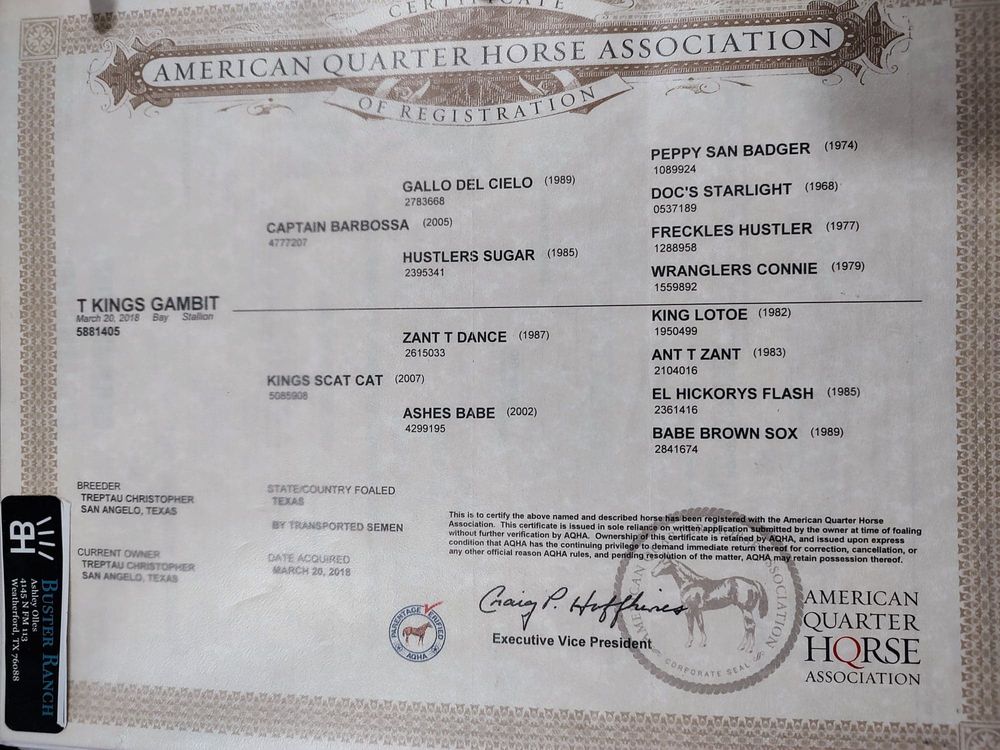 CERTIFICATE
AMERICAN QUARTER HORSE ASSOCIATION
OF REGISTRATION
PEPPY SAN BADGER (1974)
1089924
GALLO DEL CIELO (1989)
2783668
DOC'S STARLIGHT (1968)
0537189
CAPTAIN BARBOSSA (2005)
4777207
FRECKLES HUSTLER (1977)
1288958
HUSTLERS SUGAR (1985)
2395341
WRANGLERS CONNIE (1979)
1559892
T KINGS GAMBIT
March 20, 2018 Bay Stallion
5881405
KING LOTOE (1982)
1950499
ZANT T DANCE (1987)
2615033
ANT T ZANT (1983)
2104016
KINGS SCAT CAT (2007)
5085908
EL HICKORYS FLASH (1985)
2361416
ASHES BABE (2002)
4299195
BABE BROWN SOX (1989)
2841674
BREEDER
TREPTAU CHRISTOPHER
SAN ANGELO, TEXAS
STATE/COUNTRY FOALED
TEXAS
BY TRANSPORTED SEMEN
CURRENT OWNER
TREPTAU CHRISTOPHER
SAN ANGELO, TEXAS
DATE ACQUIRED
MARCH 20, 2018
This is to certify the above named and described horse has been registered with the American Quarter Horse
Association. This certificate is issued in sole reliance on written application submitted by the owner at time of foaling
without further verification by AQHA. Ownership of this certificate is retained by AQHA, and issued upon express
condition that AQHA has the continuing privilege to demand immediate return thereof for correction, cancellation, or
any other official reason AQHA rules, and pending resolution of the matter, AQHA may retain possession thereof.
PARENTAGE VERIFIED
AQHA
Craig P. Huffhines
Executive Vice President
AMERICAN QUARTER HORSE ASSOCIATION
CORPORATE SEAL
AMERICAN
QUARTER
HORSE
ASSOCIATION
HB
BUSTER RANCH
Ashley Olles
4145 N FM 113
Weatherford, TX 76088